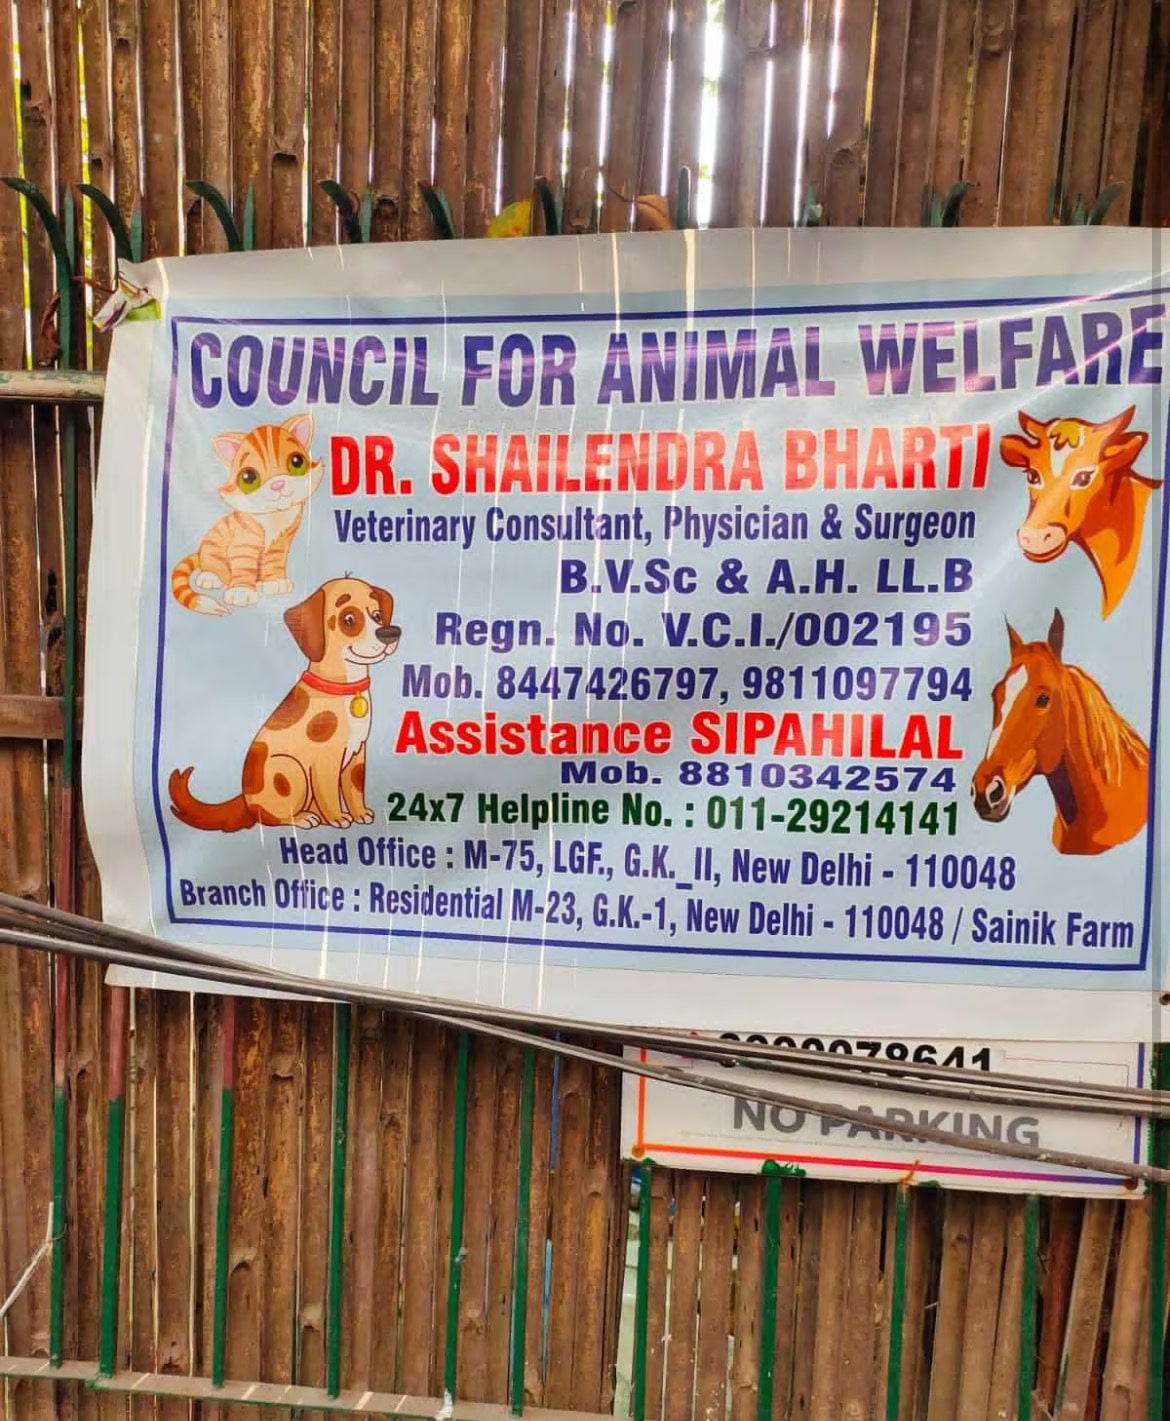 COUNCIL FOR ANIMAL WELFARE
DR. SHAILENDRA BHARTI
Veterinary Consultant, Physician & Surgeon
B.V.Sc & A.H. LL.B
Regn. No. V.C.I./002195
Mob. 8447426797, 9811097794
Assistance SIPAHILAL
Mob. 8810342574
24x7 Helpline No. : 011-29214141
Head Office : M-75, LGF., G.K._II, New Delhi - 110048
Branch Office : Residential M-23, G.K.-1, New Delhi - 110048 / Sainik Farm
NO PARKING